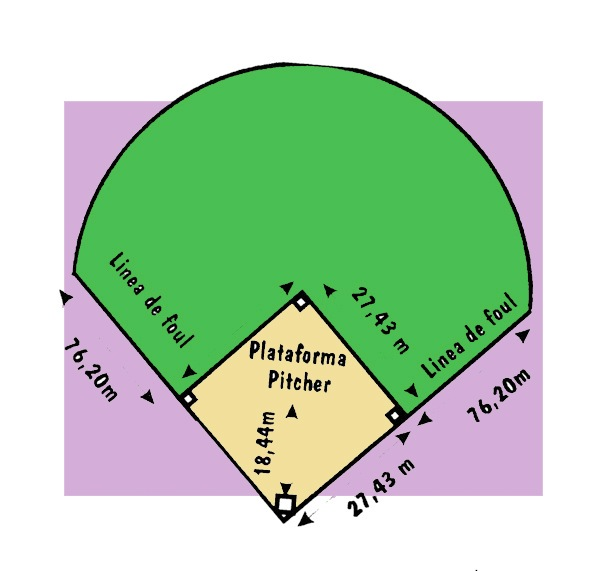 Linea de foul
76,20m
27,43 m
Linea de foul
76,20m
Plataforma
Pitcher
18,44m
27,43 m